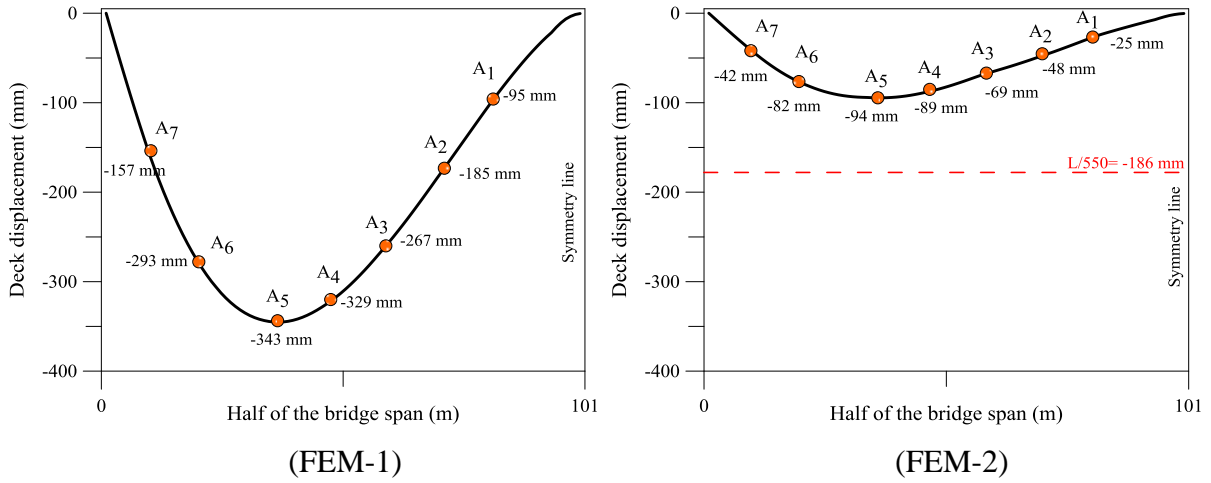 0
-100
-200
-300
-400
Deck displacement (mm)
A7
-157 mm
A6
-293 mm
A5
-343 mm
A4
-329 mm
A3
-267 mm
A2
-185 mm
A1
-95 mm
Symmetry line
0
101
Half of the bridge span (m)
(FEM-1)
0
-100
-200
-300
-400
Deck displacement (mm)
A7
-42 mm
A6
-82 mm
A5
-94 mm
A4
-89 mm
A3
-69 mm
A2
-48 mm
A1
-25 mm
L/550= -186 mm
Symmetry line
0
101
Half of the bridge span (m)
(FEM-2)